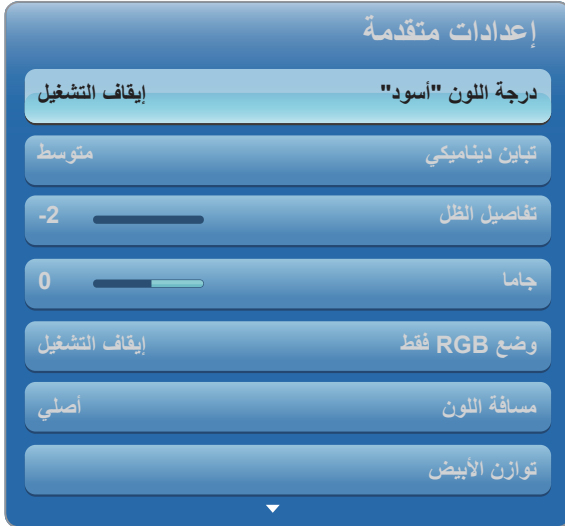 إعدادات متقدمة
درجة اللون "أسود" إيقاف التشغيل
تباين ديناميكي متوسط
تفاصيل الظل -2
جاما 0
وضع RGB فقط إيقاف التشغيل
مسافة اللون أصلي
توازن الأبيض